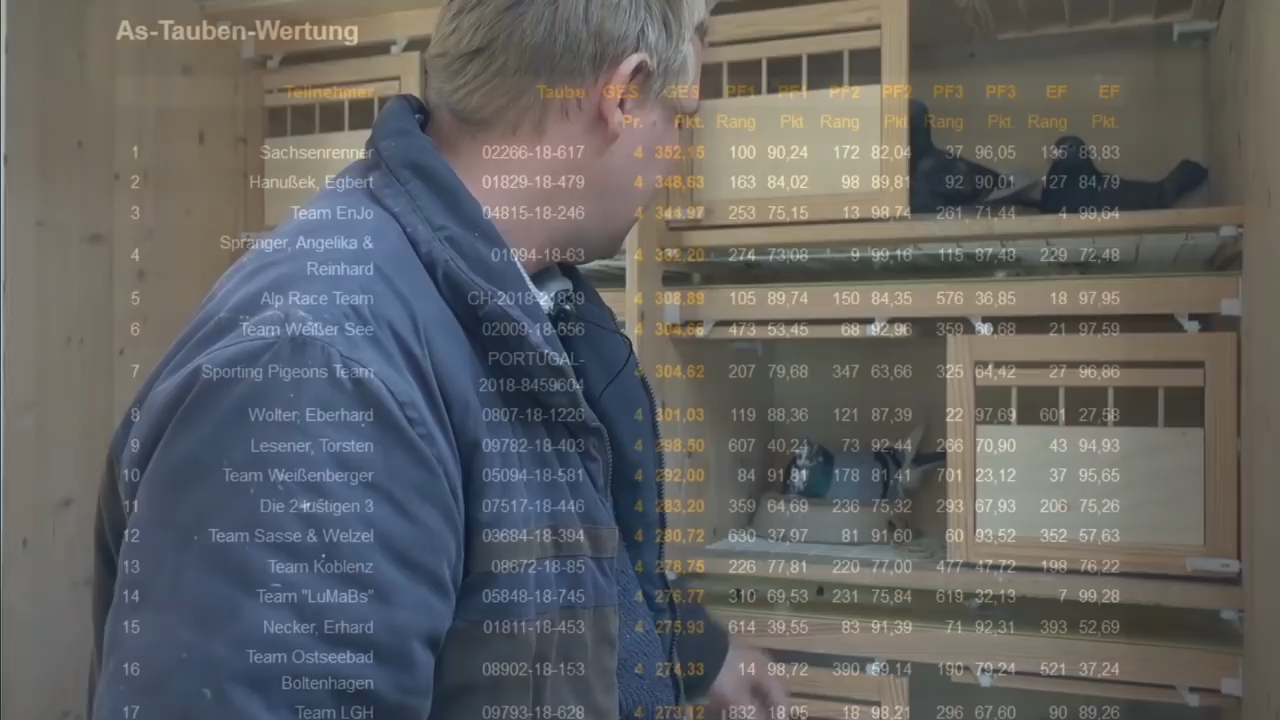 As-Tauben-Wertung
Teilnehmer Taube GES GES PF1 PF1 PF2 PF2 PF3 PF3 EF EF
Pr. Pkt. Rang Pkt Rang Pkt Rang Pkt Rang Pkt.
1 Sachsenrenner 02266-18-617 4 352,15 100 90,24 172 82,04 37 96,05 135 83,83
2 Hanußek, Egbert 01829-18-479 4 348,63 163 84,02 98 89,81 92 90,01 127 84,79
3 Team EnJo 04815-18-246 4 344,97 253 75,15 13 98,74 261 71,44 4 99,64
Spranger, Angelika &
4 01094-18-63 4 332,20 274 73,08 9 99,16 115 87,48 229 72,48
Reinhard
5 Alp Race Team CH-2018-21839 4 308,89 105 89,74 150 84,35 576 36,85 18 97,95
6 Team Weißer See 02009-18-656 4 304,66 473 53,45 68 92,96 359 60,68 21 97,59
PORTUGAL-
7 Sporting Pigeons Team 4 304,62 207 79,68 347 63,66 325 64,42 27 96,86
2018-8459604
8 Wolter, Eberhard 0807-18-1226 4 301,03 119 88,36 121 87,39 22 97,69 601 27,58
9 Lesener, Torsten 09782-18-403 4 298,50 607 40,24 73 92,44 266 70,90 43 94,93
10 Team Weißenberger 05094-18-581 4 292,00 84 91,81 178 81,41 701 23,12 37 95,65
11 Die 2 lustigen 3 07517-18-446 4 283,20 359 64,69 236 75,32 293 67,93 206 75,26
12 Team Sasse & Welzel 03684-18-394 4 280,72 630 37,97 81 91,60 60 93,52 352 57,63
13 Team Koblenz 08672-18-85 4 278,75 226 77,81 220 77,00 477 47,72 198 76,22
14 Team "LuMaBs" 05848-18-745 4 276,77 310 69,53 231 75,84 619 32,13 7 99,28
15 Necker, Erhard 01811-18-453 4 275,93 614 39,55 83 91,39 71 92,31 393 52,69
Team Ostseebad
16 08902-18-153 4 274,33 14 98,72 390 59,14 190 79,24 521 37,24
Boltenhagen
17 Team LGH 09793-18-628 4 273,12 832 18,05 18 98,21 296 67,60 90 89,26